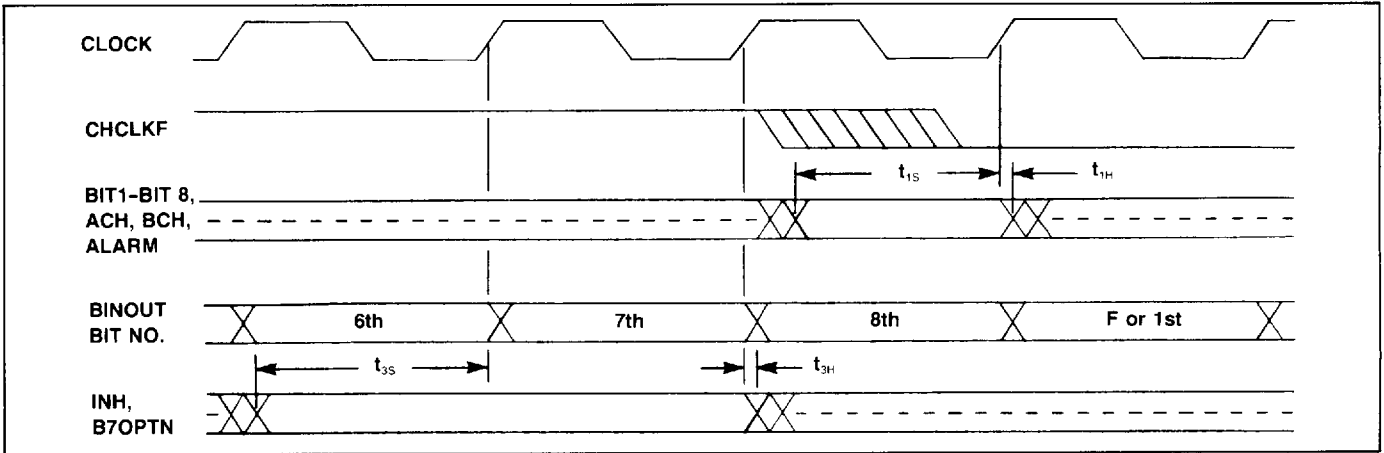 CLOCK
CHCLKF
t1S
t1H
BIT1-BIT 8,
ACH, BCH,
ALARM
BINOUT
BIT NO.
6th
7th
8th
F or 1st
t3S
t3H
INH,
B7OPTN